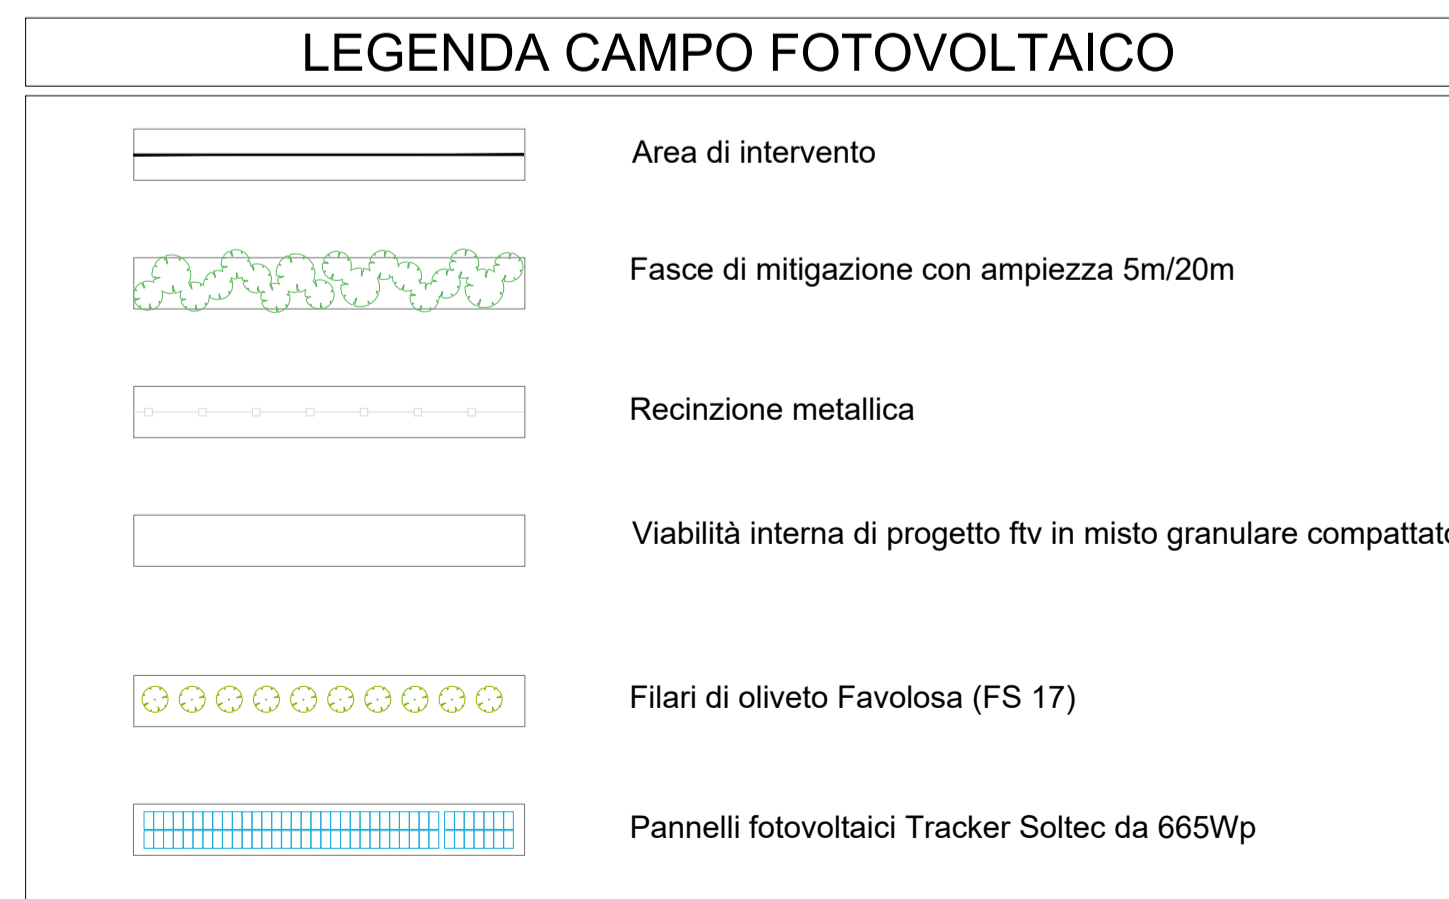 LEGENDA CAMPO FOTOVOLTAICO
Area di intervento
Fasce di mitigazione con ampiezza 5m/20m
Recinzione metallica
Viabilità interna di progetto ftv in misto granulare compattato
Filari di oliveto Favolosa (FS 17)
Pannelli fotovoltaici Tracker Soltec da 665Wp